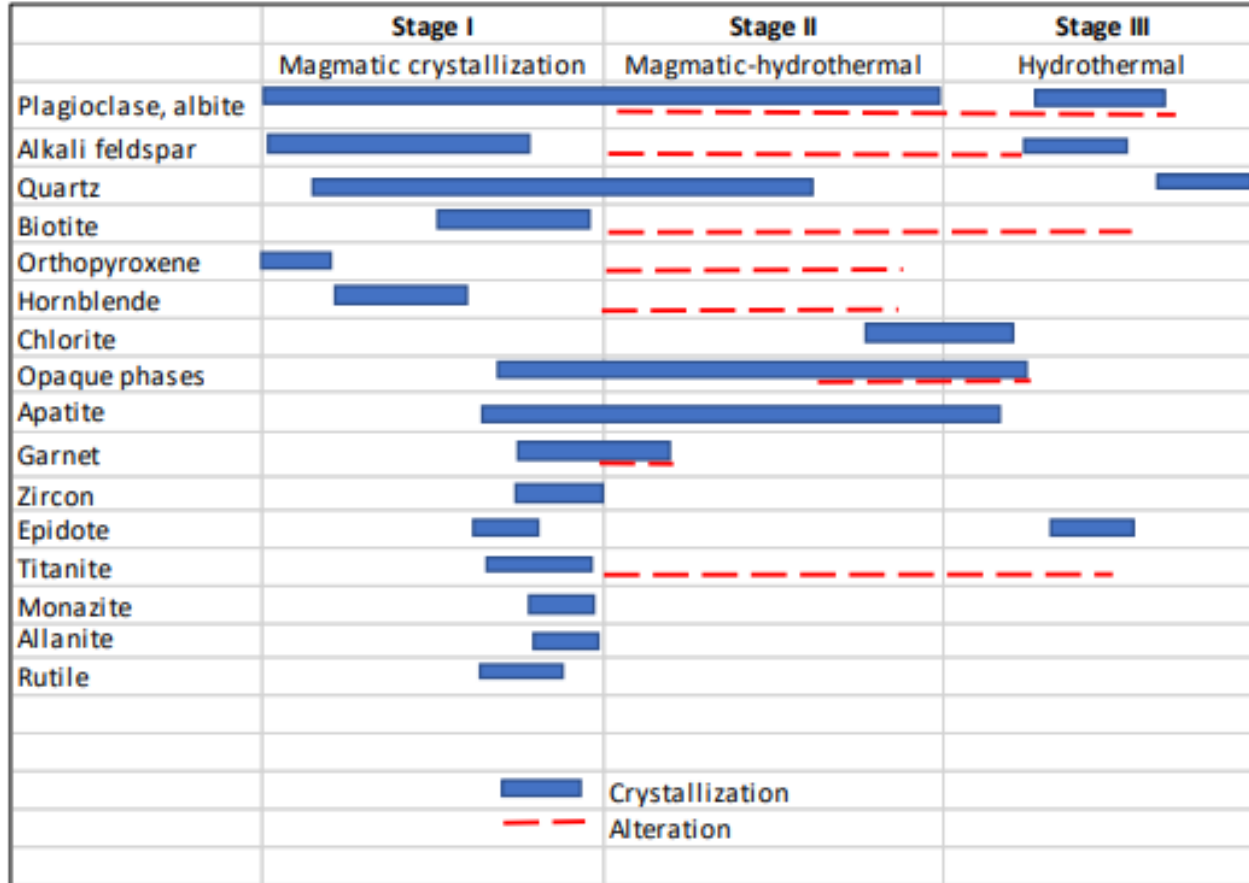 Stage I Stage II Stage III
Magmatic crystallization Magmatic-hydrothermal Hydrothermal
Plagioclase, albite
Alkali feldspar
Quartz
Biotite
Orthopyroxene
Hornblende
Chlorite
Opaque phases
Apatite
Garnet
Zircon
Epidote
Titanite
Monazite
Allanite
Rutile
Crystallization
Alteration